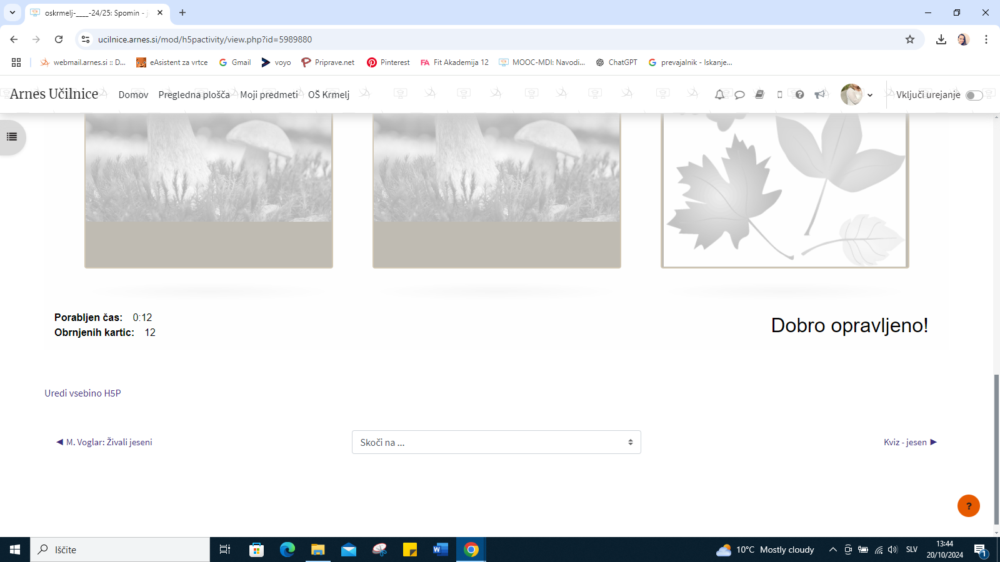 oskrmelj-____-24/25: Spomin - j
ucilnice.arnes.si/mod/h5pactivity/view.php?id=5989880
webmail.arnes.si :: D... eAsistent za vrtce Gmail voyo Priprave.net Pinterest FA Fit Akademija 12 MOOC-MDI: Navodi... ChatGPT prevajalnik - Iskanje...
Arnes Učilnice Domov Pregledna plošča Moji predmeti OŠ Krmelj Vključi urejanje
Porabljen čas: 0:12
Obrnjenih kartic: 12
Dobro opravljeno!
Uredi vsebino H5P
◄ M. Voglar: Živali jeseni
Skoči na ...
Kviz - jesen ►
?
Iščite
10°C Mostly cloudy
SLV
13:44
20/10/2024
1